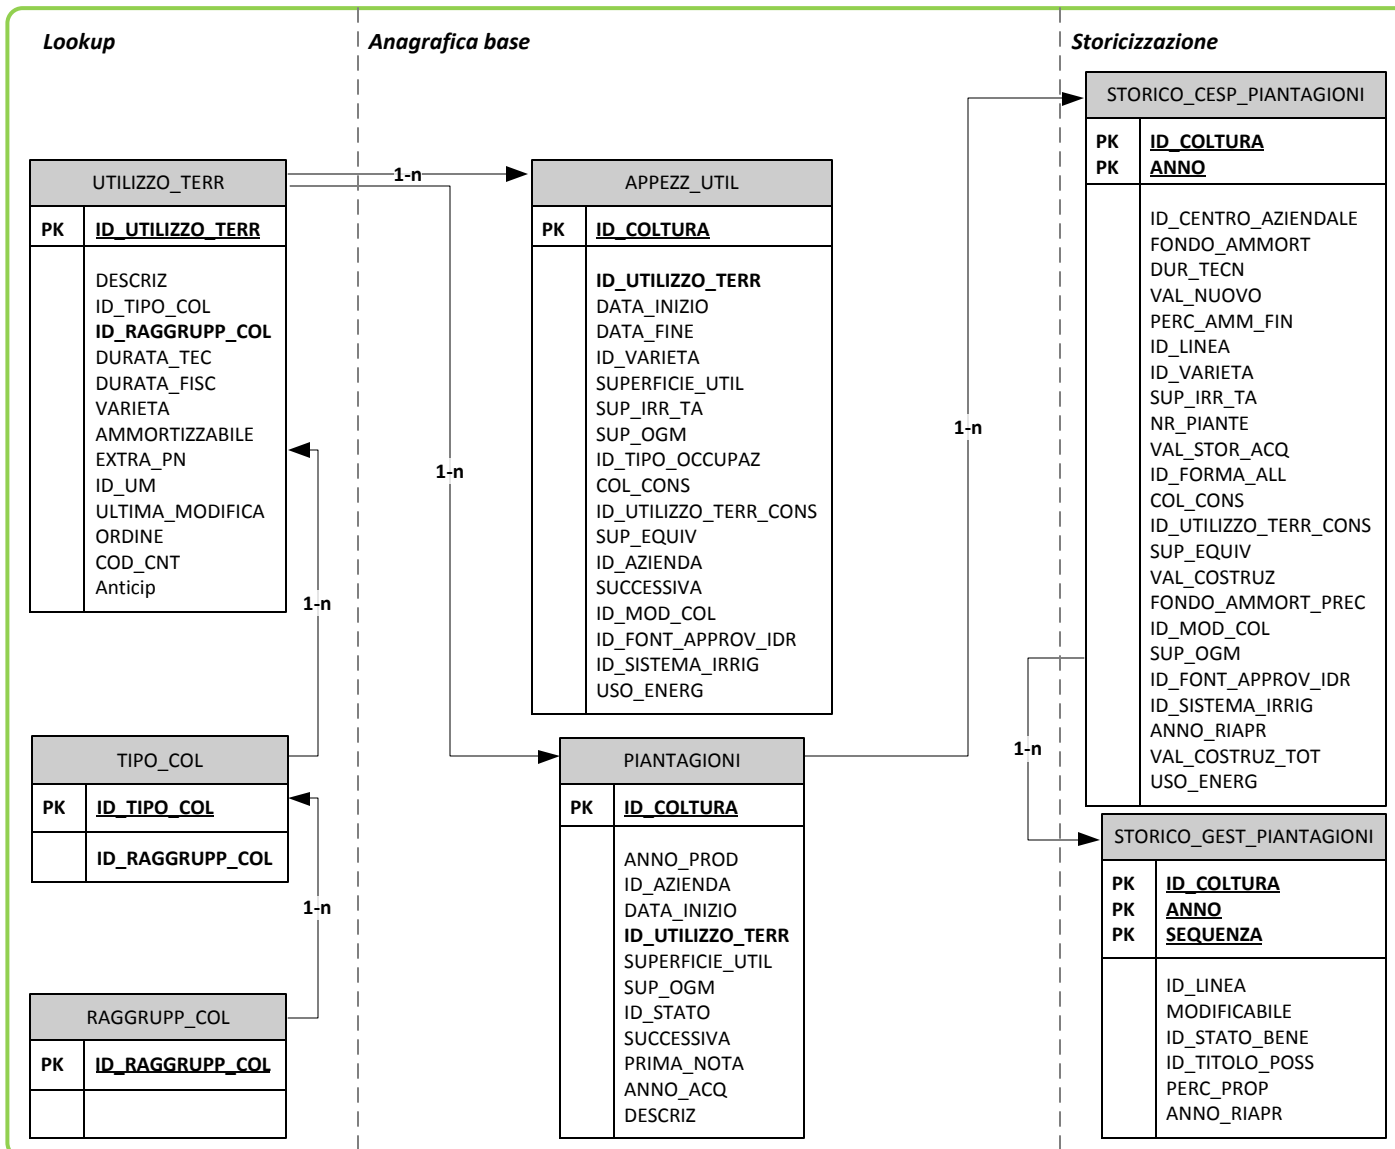 Lookup
Anagrafica base
Storicizzazione
UTILIZZO_TERR
PK ID_UTILIZZO_TERR
DESCRIZ
ID_TIPO_COL
ID_RAGGRUPP_COL
DURATA_TEC
DURATA_FISC
VARIETA
AMMORTIZZABILE
EXTRA_PN
ID_UM
ULTIMA_MODIFICA
ORDINE
COD_CNT
Anticip
1-n
TIPO_COL
PK ID_TIPO_COL
ID_RAGGRUPP_COL
1-n
RAGGRUPP_COL
PK ID_RAGGRUPP_COL
1-n
1-n
APPEZZ_UTIL
PK ID_COLTURA
ID_UTILIZZO_TERR
DATA_INIZIO
DATA_FINE
ID_VARIETA
SUPERFICIE_UTIL
SUP_IRR_TA
SUP_OGM
ID_TIPO_OCCUPAZ
COL_CONS
ID_UTILIZZO_TERR_CONS
SUP_EQUIV
ID_AZIENDA
SUCCESSIVA
ID_MOD_COL
ID_FONT_APPROV_IDR
ID_SISTEMA_IRRIG
USO_ENERG
PIANTAGIONI
PK ID_COLTURA
ANNO_PROD
ID_AZIENDA
DATA_INIZIO
ID_UTILIZZO_TERR
SUPERFICIE_UTIL
SUP_OGM
ID_STATO
SUCCESSIVA
PRIMA_NOTA
ANNO_ACQ
DESCRIZ
1-n
STORICO_CESP_PIANTAGIONI
PK ID_COLTURA
PK ANNO
ID_CENTRO_AZIENDALE
FONDO_AMMORT
DUR_TECN
VAL_NUOVO
PERC_AMM_FIN
ID_LINEA
ID_VARIETA
SUP_IRR_TA
NR_PIANTE
VAL_STOR_ACQ
ID_FORMA_ALL
COL_CONS
ID_UTILIZZO_TERR_CONS
SUP_EQUIV
VAL_COSTRUZ
FONDO_AMMORT_PREC
ID_MOD_COL
SUP_OGM
ID_FONT_APPROV_IDR
ID_SISTEMA_IRRIG
ANNO_RIAPR
VAL_COSTRUZ_TOT
USO_ENERG
1-n
STORICO_GEST_PIANTAGIONI
PK ID_COLTURA
PK ANNO
PK SEQUENZA
ID_LINEA
MODIFICABILE
ID_STATO_BENE
ID_TITOLO_POSS
PERC_PROP
ANNO_RIAPR